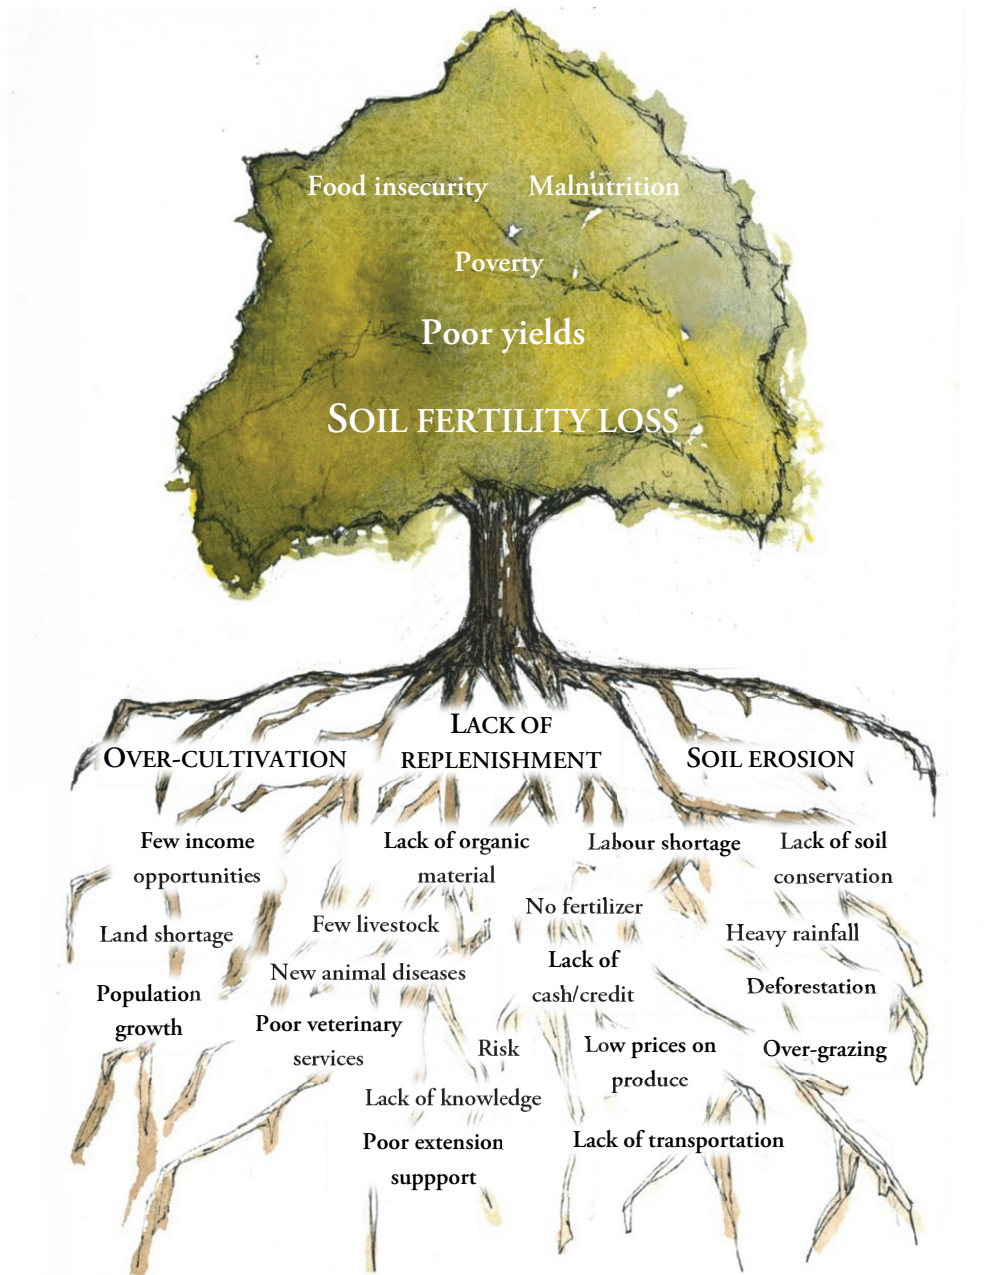 Food insecurity Malnutrition
Poverty
Poor yields
SOIL FERTILITY LOSS
LACK OF
REPLENISHMENT
OVER-CULTIVATION
SOIL EROSION
Few income
opportunities
Lack of organic
material
Labour shortage
Lack of soil
conservation
Land shortage
Few livestock
No fertilizer
Heavy rainfall
Population
growth
New animal diseases
Lack of
cash/credit
Deforestation
Poor veterinary
services
Risk
Low prices on
produce
Over-grazing
Lack of knowledge
Poor extension
suppport
Lack of transportation